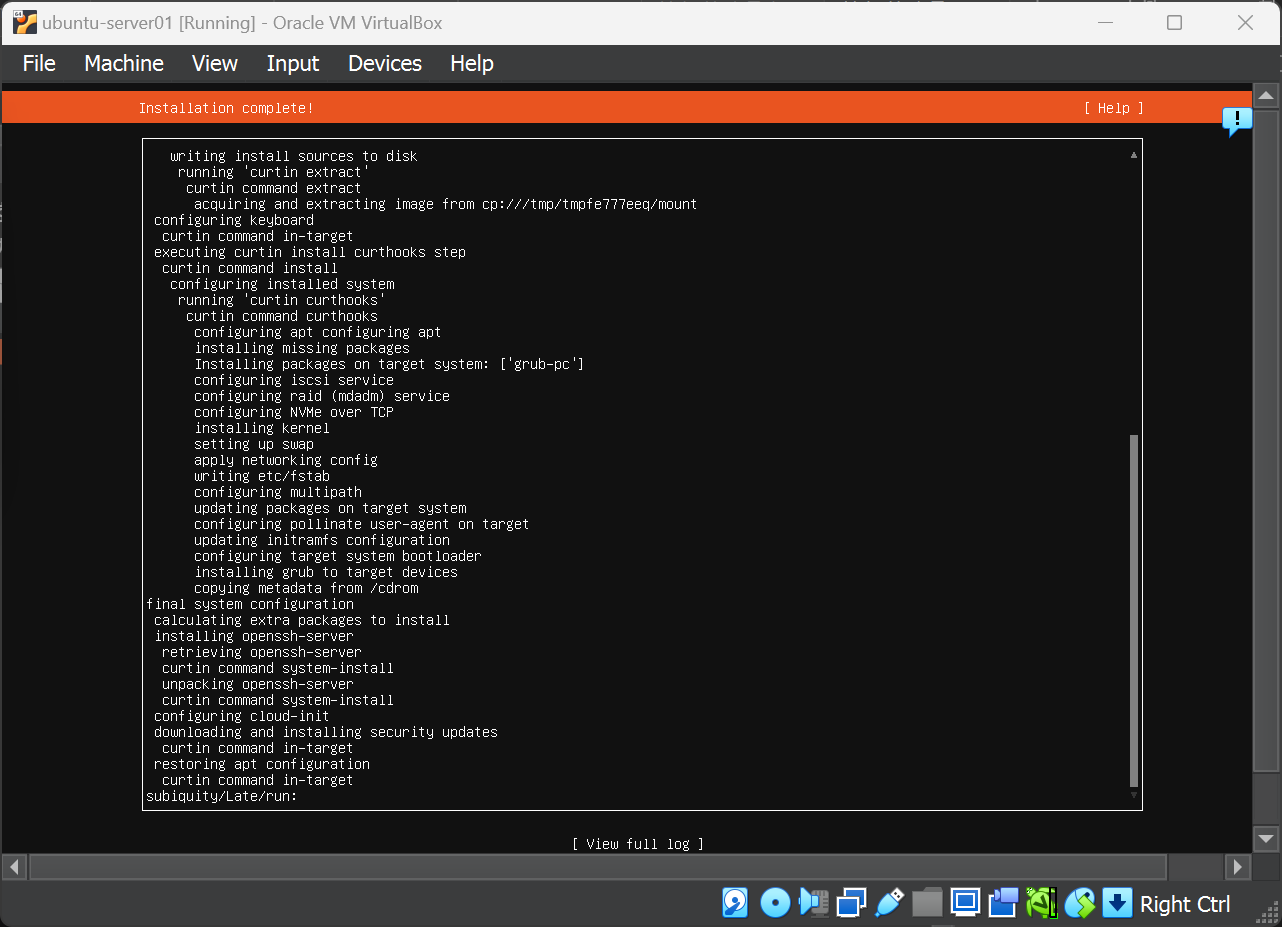 ubuntu-server01 [Running] - Oracle VM VirtualBox
File Machine View Input Devices Help
Installation complete! [ Help ]
writing install sources to disk
running 'curtin extract'
curtin command extract
acquiring and extracting image from cp:///tmp/tmpfe777eeq/mount
configuring keyboard
curtin command in-target
executing curtin install curthooks step
curtin command install
configuring installed system
running 'curtin curthooks'
curtin command curthooks
configuring apt configuring apt
installing missing packages
Installing packages on target system: ['grub-pc']
configuring iscsi service
configuring raid (mdadm) service
configuring NVMe over TCP
installing kernel
setting up swap
apply networking config
writing etc/fstab
configuring multipath
updating packages on target system
configuring pollinate user-agent on target
updating initramfs configuration
configuring target system bootloader
installing grub to target devices
copying metadata from /cdrom
final system configuration
calculating extra packages to install
installing openssh-server
retrieving openssh-server
curtin command system-install
unpacking openssh-server
curtin command system-install
configuring cloud-init
downloading and installing security updates
curtin command in-target
restoring apt configuration
curtin command in-target
subiquity/Late/run:
[ View full log ]
Right Ctrl